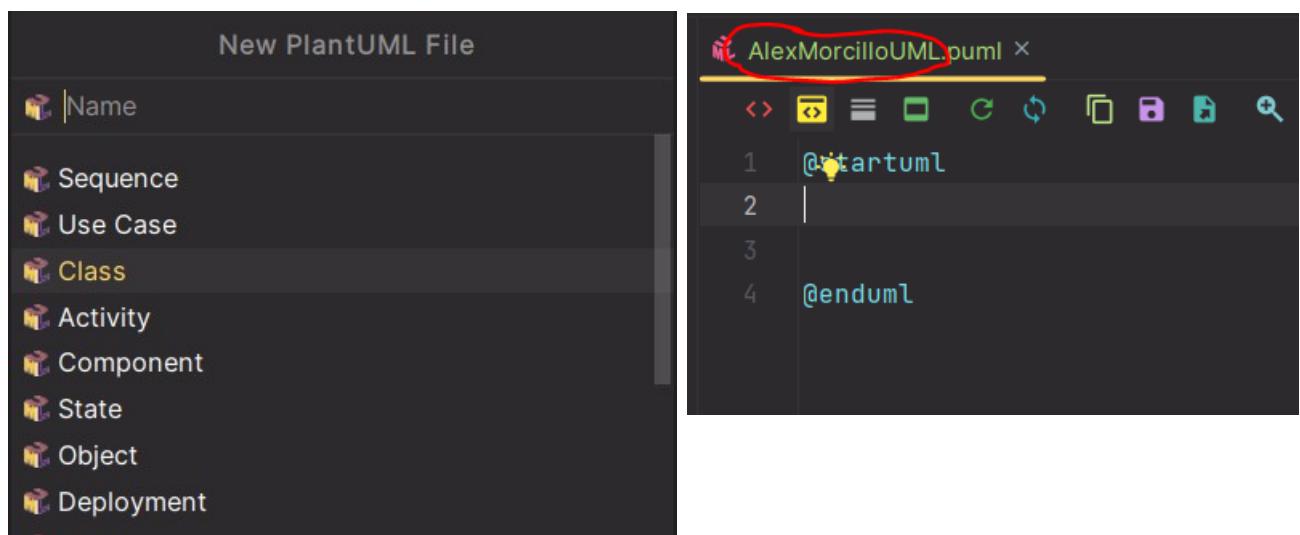 New PlantUML File
Name
Sequence
Use Case
Class
Activity
Component
State
Object
Deployment
AlexMorcilloUML.puml ×
1 @startuml
2
3
4 @enduml